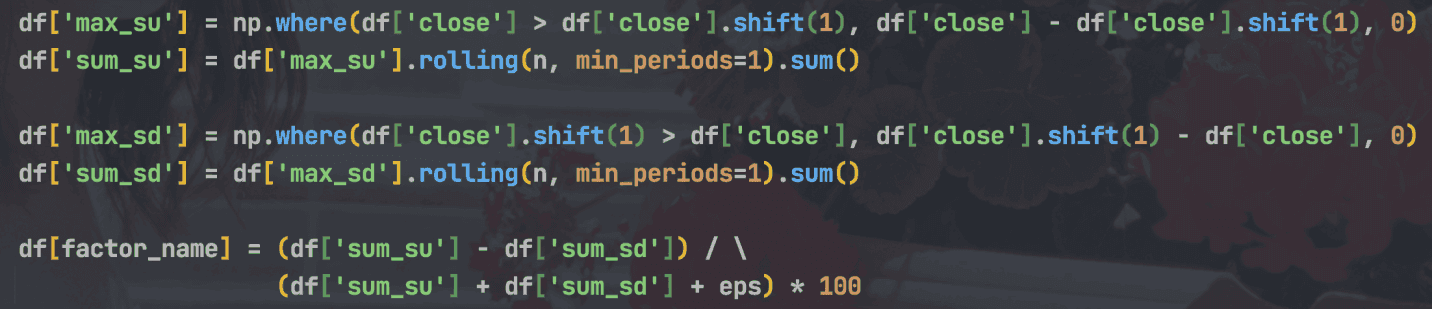 df['max_su'] = np.where(df['close'] > df['close'].shift(1), df['close'] - df['close'].shift(1), 0)
df['sum_su'] = df['max_su'].rolling(n, min_periods=1).sum()
df['max_sd'] = np.where(df['close'].shift(1) > df['close'], df['close'].shift(1) - df['close'], 0)
df['sum_sd'] = df['max_sd'].rolling(n, min_periods=1).sum()
df[factor_name] = (df['sum_su'] - df['sum_sd']) / \
(df['sum_su'] + df['sum_sd'] + eps) * 100